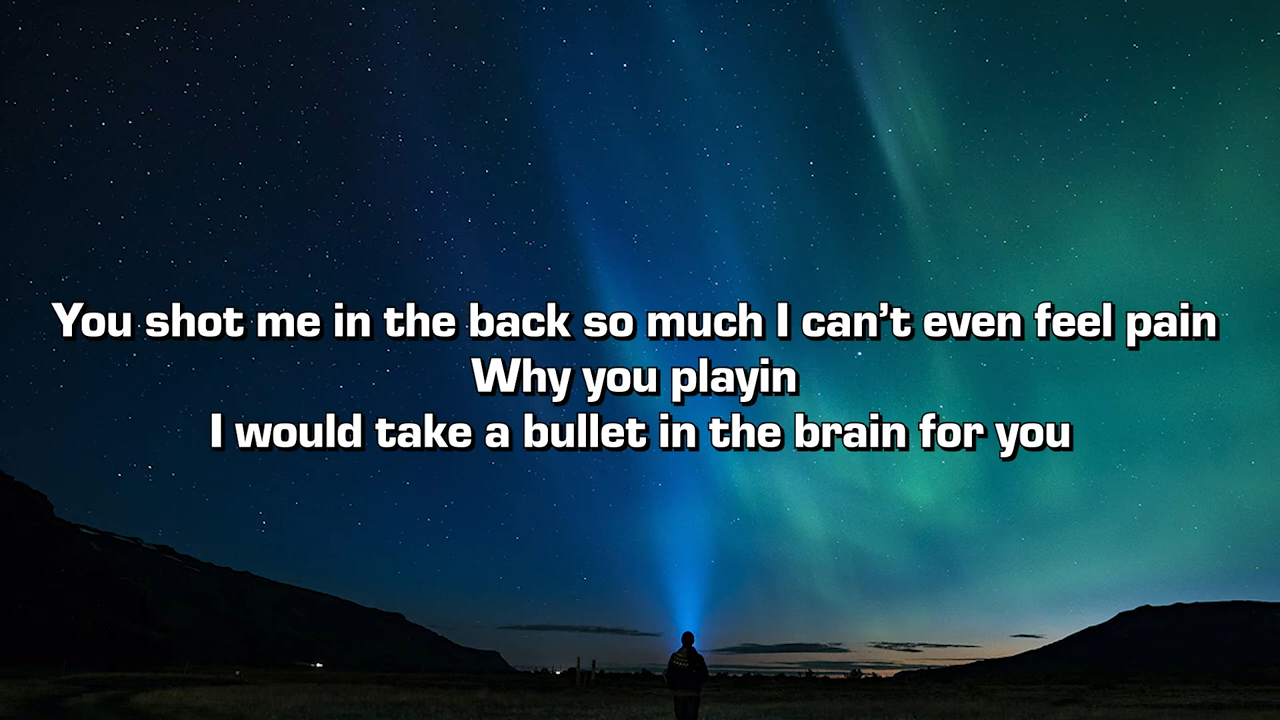 You shot me in the back so much I can’t even feel pain
Why you playin
I would take a bullet in the brain for you